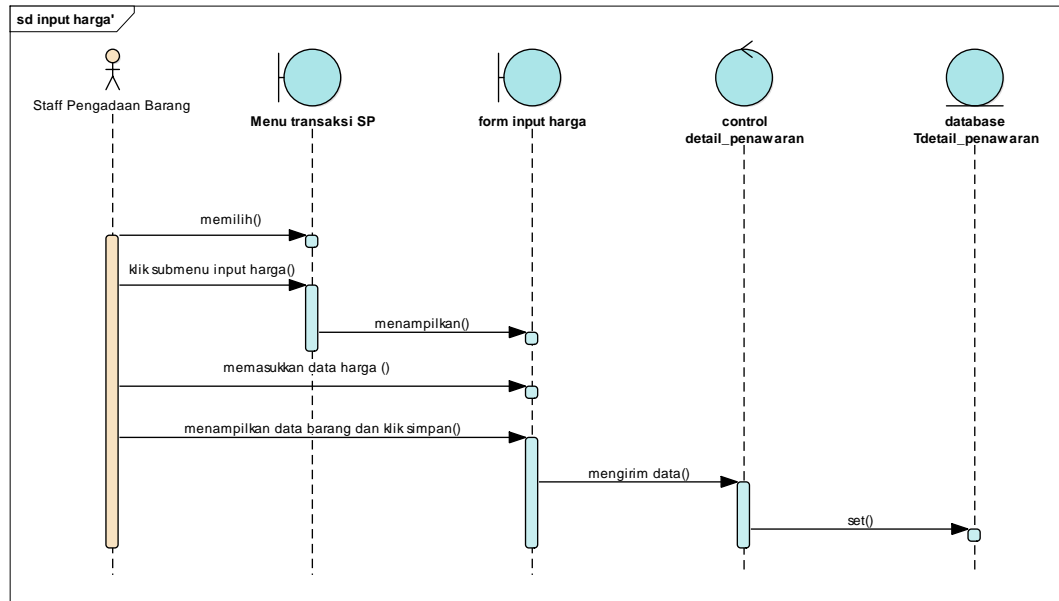 sd input harga'
Staff Pengadaan Barang
Menu transaksi SP
form input harga
control
detail_penawaran
database
Tdetail_penawaran
memilih()
klik submenu input harga()
menampilkan()
memasukkan data harga ()
menampilkan data barang dan klik simpan()
mengirim data()
set()